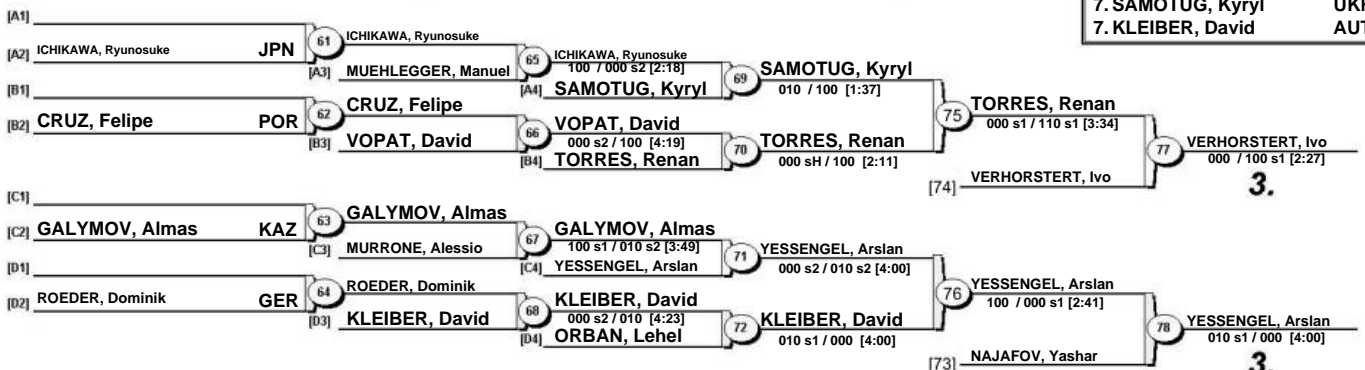 7. SAMOTUG, Kyryl UKR
7. KLEIBER, David AUT
[A1]
[A2] ICHIKAWA, Ryunosuke JPN
61
ICHIKAWA, Ryunosuke
[A3] MUEHLEGGER, Manuel
65
ICHIKAWA, Ryunosuke
100 / 000 s2 [2:18]
[A4] SAMOTUG, Kyryl
69
SAMOTUG, Kyryl
010 / 100 [1:37]
[B1]
[B2] CRUZ, Felipe POR
62
CRUZ, Felipe
[B3] VOPAT, David
66
VOPAT, David
000 s2 / 100 [4:19]
[B4] TORRES, Renan
70
TORRES, Renan
000 sH / 100 [2:11]
75
TORRES, Renan
000 s1 / 110 s1 [3:34]
[74] VERHORSTERT, Ivo
77
VERHORSTERT, Ivo
000 / 100 s1 [2:27]
3.
[C1]
[C2] GALYMOV, Almas KAZ
63
GALYMOV, Almas
[C3] MURRONE, Alessio
67
GALYMOV, Almas
100 s1 / 010 s2 [3:49]
[C4] YESSENGEL, Arslan
71
YESSENGEL, Arslan
000 s2 / 010 s2 [4:00]
[D1]
[D2] ROEDER, Dominik GER
64
ROEDER, Dominik
[D3] KLEIBER, David
68
KLEIBER, David
000 s2 / 010 [4:23]
[D4] ORBAN, Lehel
72
KLEIBER, David
010 s1 / 000 [4:00]
76
YESSENGEL, Arslan
100 / 000 s1 [2:41]
[73] NAJAFOV, Yashar
78
YESSENGEL, Arslan
010 s1 / 000 [4:00]
3.